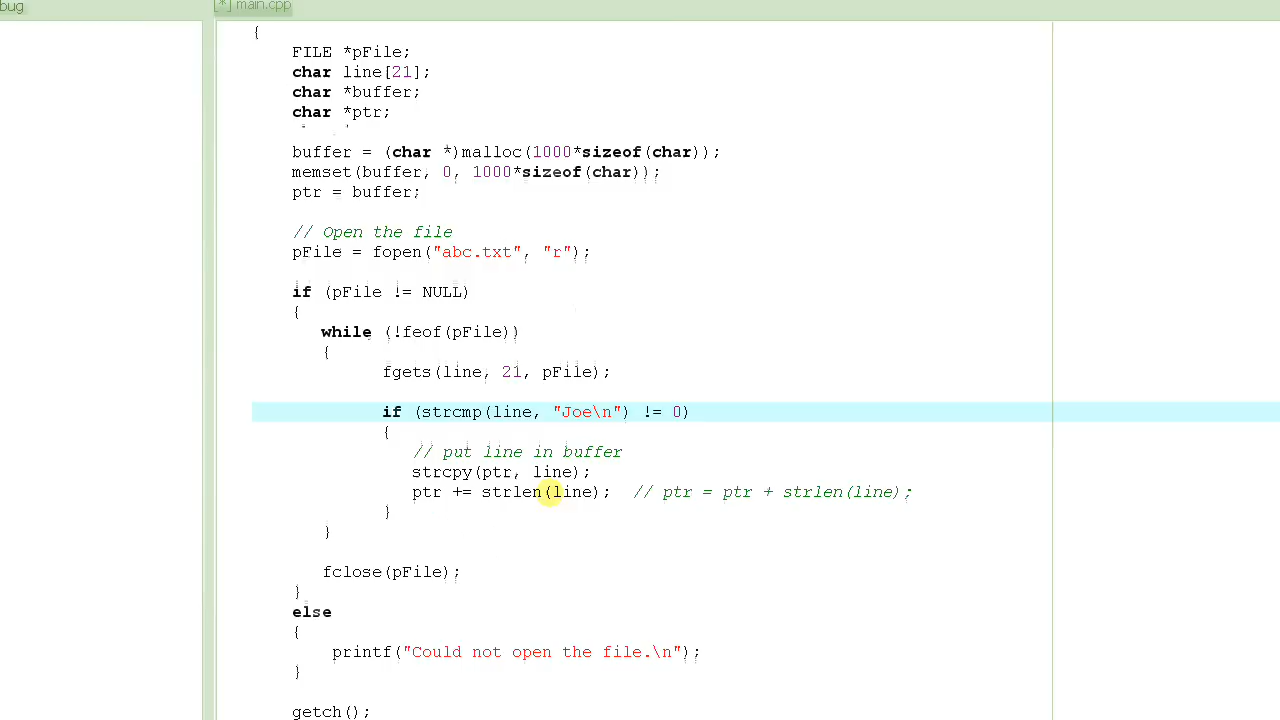 bug
[*] main.cpp
{
FILE *pFile;
char line[21];
char *buffer;
char *ptr;
buffer = (char *)malloc(1000*sizeof(char));
memset(buffer, 0, 1000*sizeof(char));
ptr = buffer;
// Open the file
pFile = fopen("abc.txt", "r");
if (pFile != NULL)
{
while (!feof(pFile))
{
fgets(line, 21, pFile);
if (strcmp(line, "Joe\n") != 0)
{
// put line in buffer
strcpy(ptr, line);
ptr += strlen(line); // ptr = ptr + strlen(line);
}
}
fclose(pFile);
}
else
{
printf("Could not open the file.\n");
}
getch();